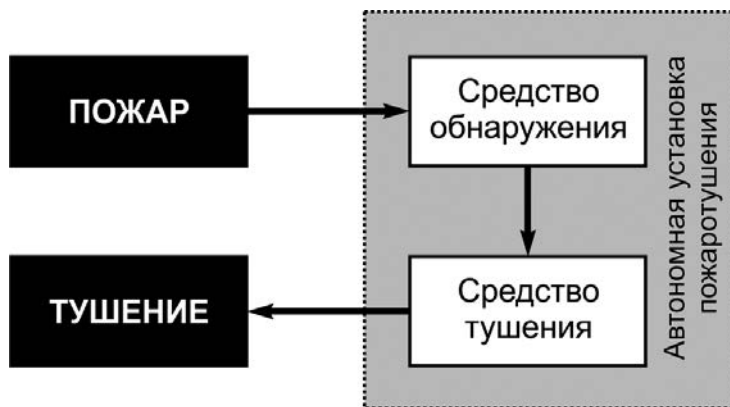 ПОЖАР
Средство
обнаружения
ТУШЕНИЕ
Средство
тушения
Автономная установка
пожаротушения